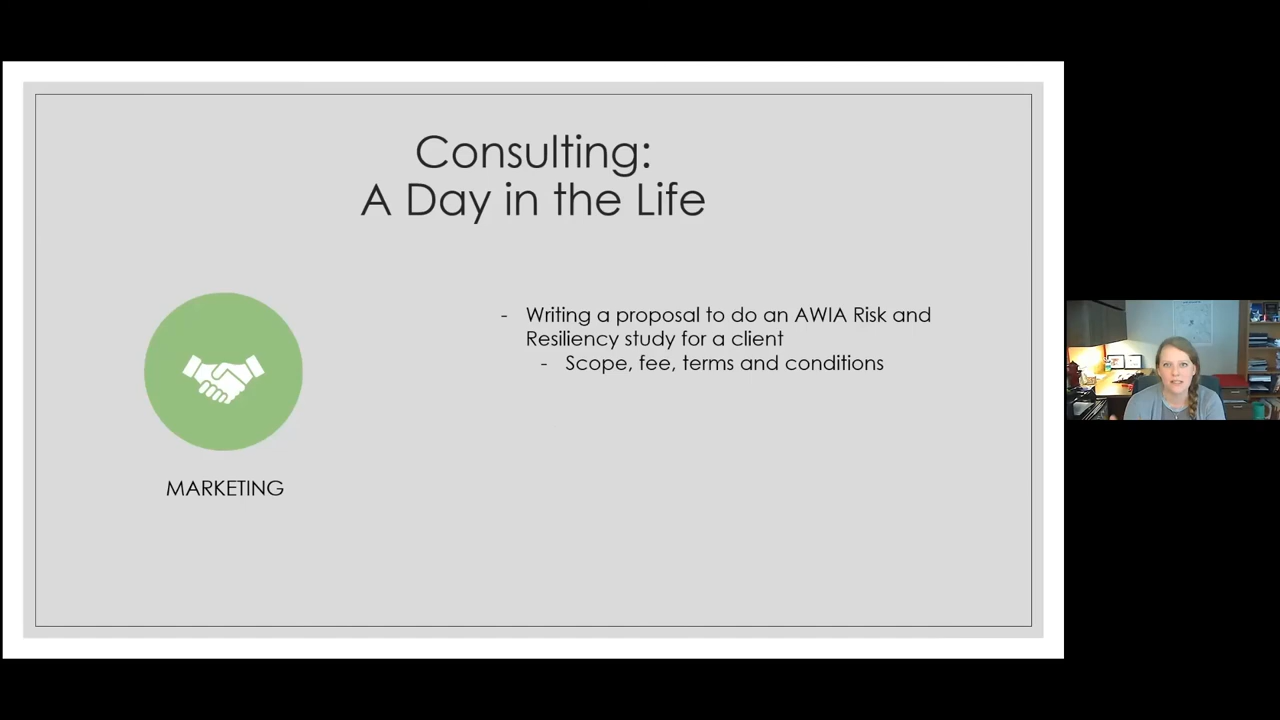 Consulting:
A Day in the Life
- Writing a proposal to do an AWIA Risk and
Resiliency study for a client
- Scope, fee, terms and conditions
MARKETING